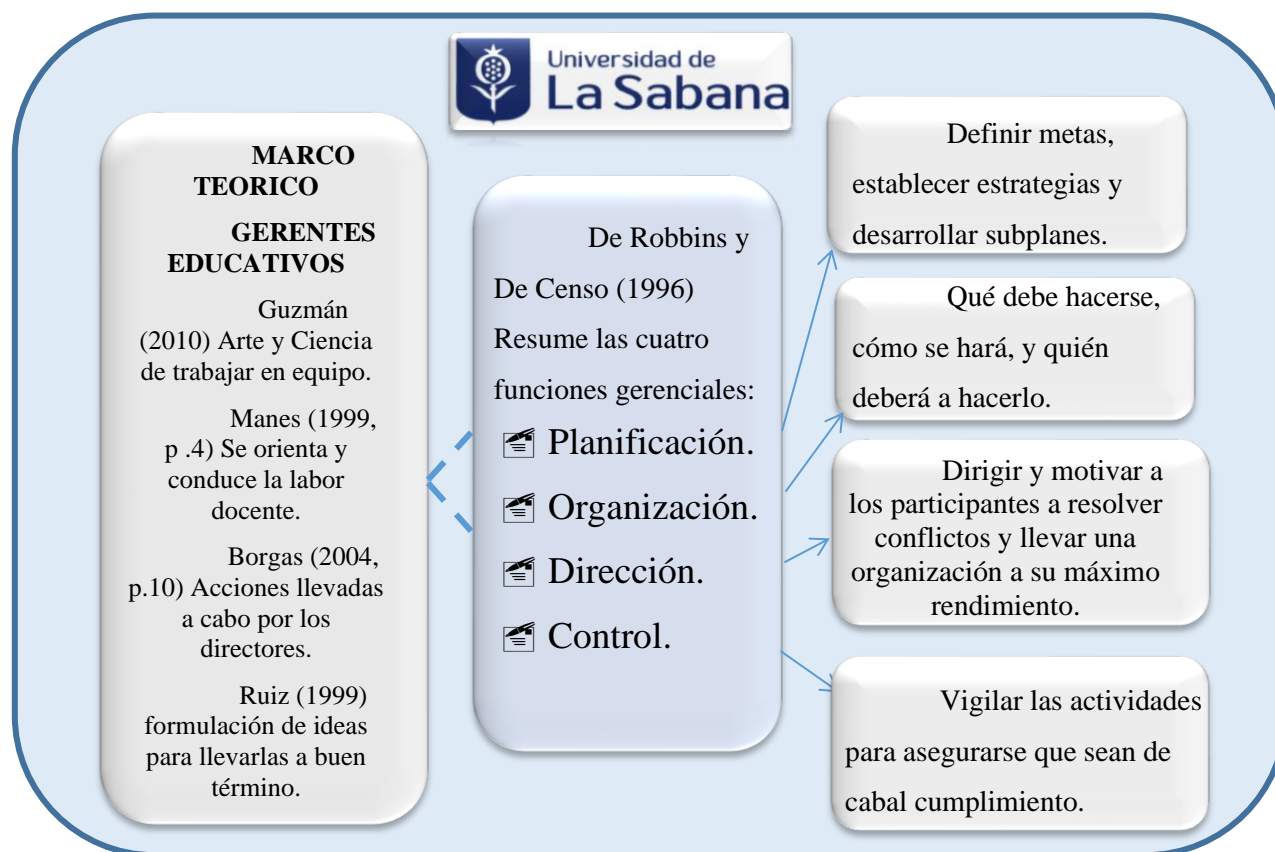 Universidad de
La Sabana
MARCO
TEORICO
GERENTES
EDUCATIVOS
Guzmán
(2010) Arte y Ciencia
de trabajar en equipo.
Manes (1999,
p .4) Se orienta y
conduce la labor
docente.
Borgas (2004,
p.10) Acciones llevadas
a cabo por los
directores.
Ruiz (1999)
formulación de ideas
para llevarlas a buen
término.
De Robbins y
De Censo (1996)
Resume las cuatro
funciones gerenciales:
Planificación.
Organización.
Dirección.
Control.
Definir metas,
establecer estrategias y
desarrollar subplanes.
Qué debe hacerse,
cómo se hará, y quién
deberá a hacerlo.
Dirigir y motivar a
los participantes a resolver
conflictos y llevar una
organización a su máximo
rendimiento.
Vigilar las actividades
para asegurarse que sean de
cabal cumplimiento.